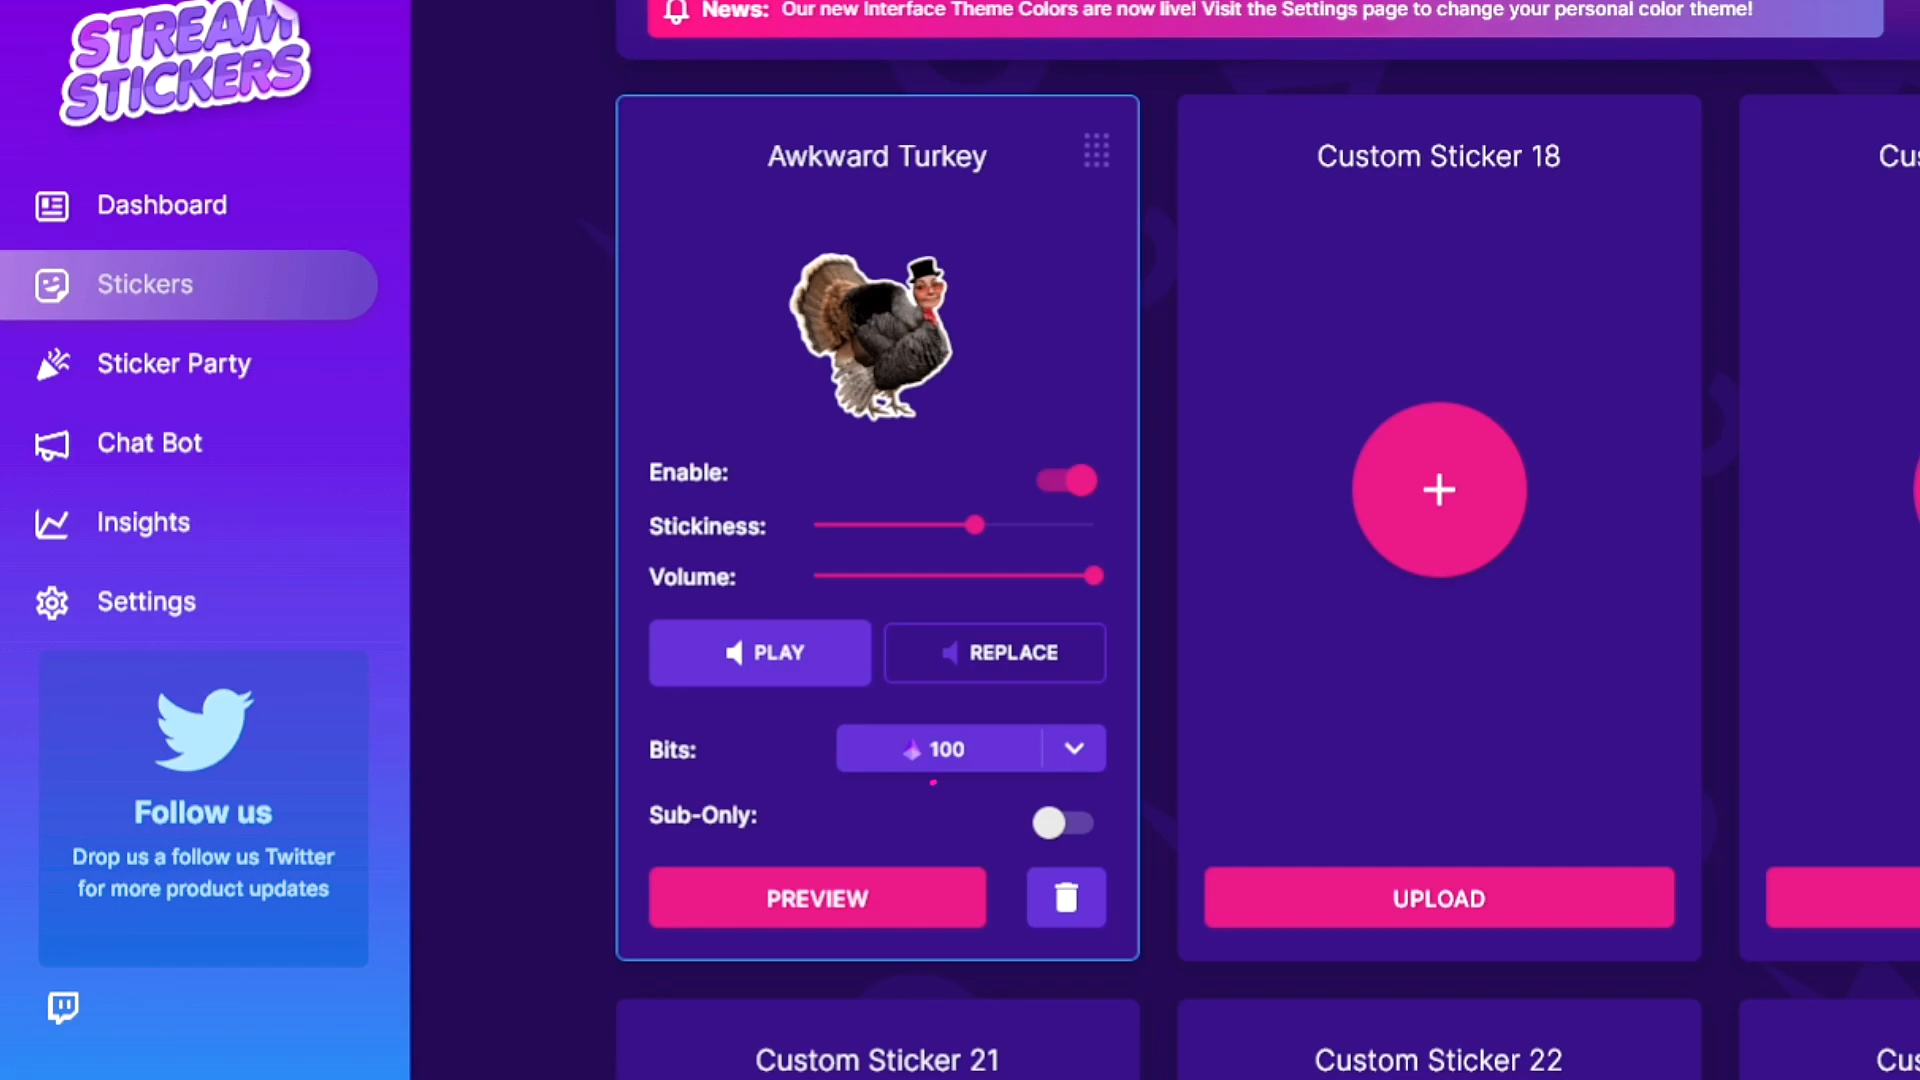 STREAM
STICKERS
News: Our new Interface Theme Colors are now live! Visit the Settings page to change your personal color theme!
Dashboard
Stickers
Sticker Party
Chat Bot
Insights
Settings
Follow us
Drop us a follow us Twitter
for more product updates
Awkward Turkey
Enable:
Stickiness:
Volume:
PLAY
REPLACE
Bits:
100
Sub-Only:
PREVIEW
Custom Sticker 18
UPLOAD
Cus
Custom Sticker 21
Custom Sticker 22
Cus